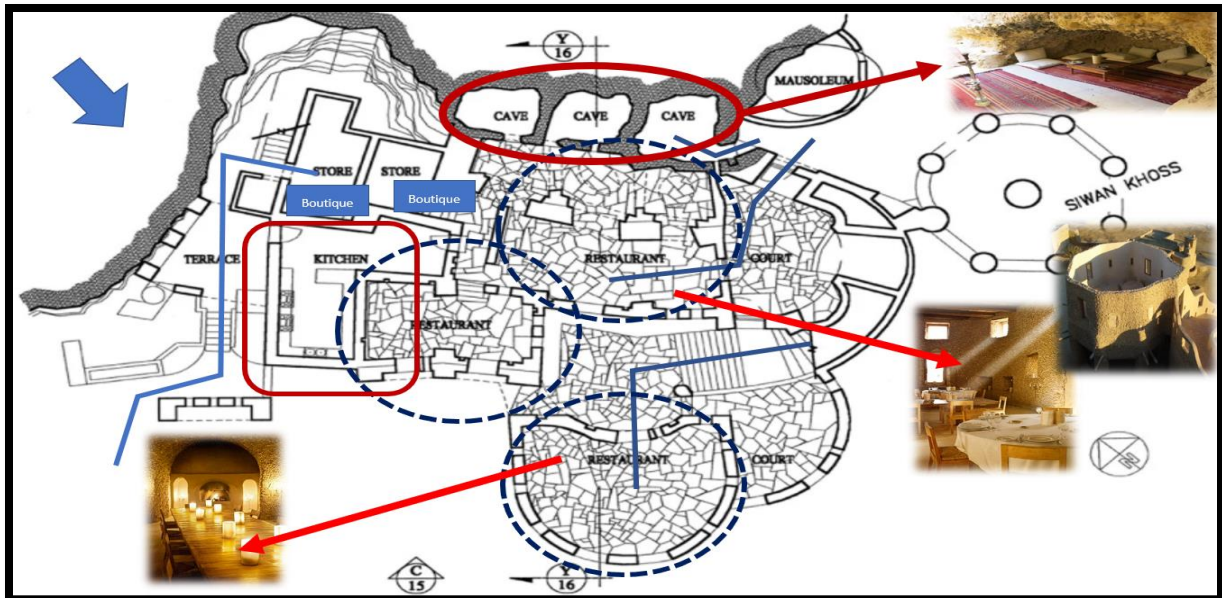 Y
16
MAUSOLEUM
CAVE
CAVE
CAVE
STORE
STORE
SIWAN KHOSS
Boutique
Boutique
TERRACE
KITCHEN
RESTAURANT
COURT
RESTAURANT
RESTAURANT
COURT
N
C
15
Y
16